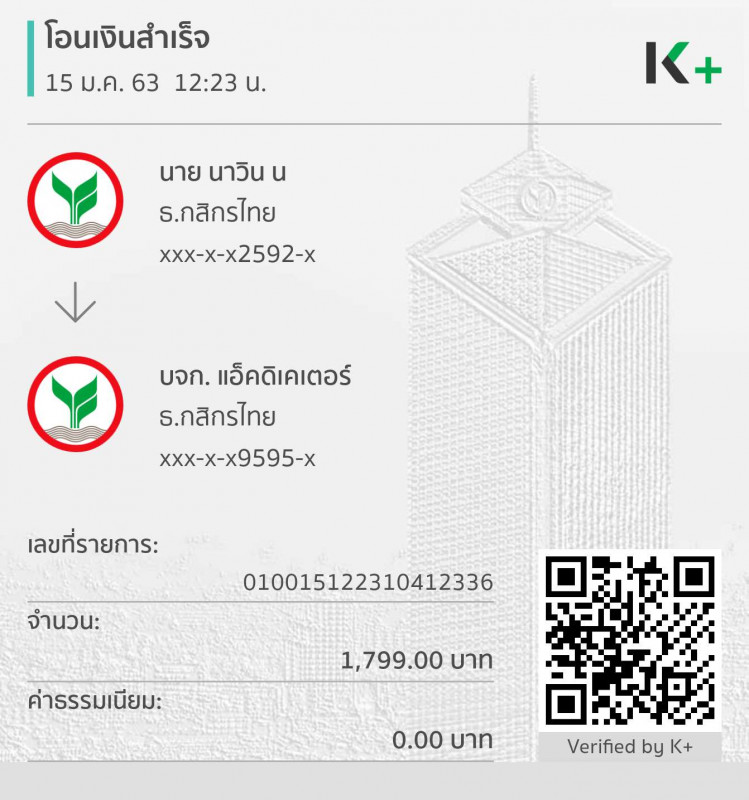 โอนเงินสำเร็จ
15 ม.ค. 63 12:23 น.
K+
นาย นาวิน น
ธ.กสิกรไทย
xxx-x-x2592-x
บจก. แอ็คดิเคเตอร์
ธ.กสิกรไทย
xxx-x-x9595-x
เลขที่รายการ:
010015122310412336
จำนวน:
1,799.00 บาท
ค่าธรรมเนียม:
0.00 บาท
Verified by K+